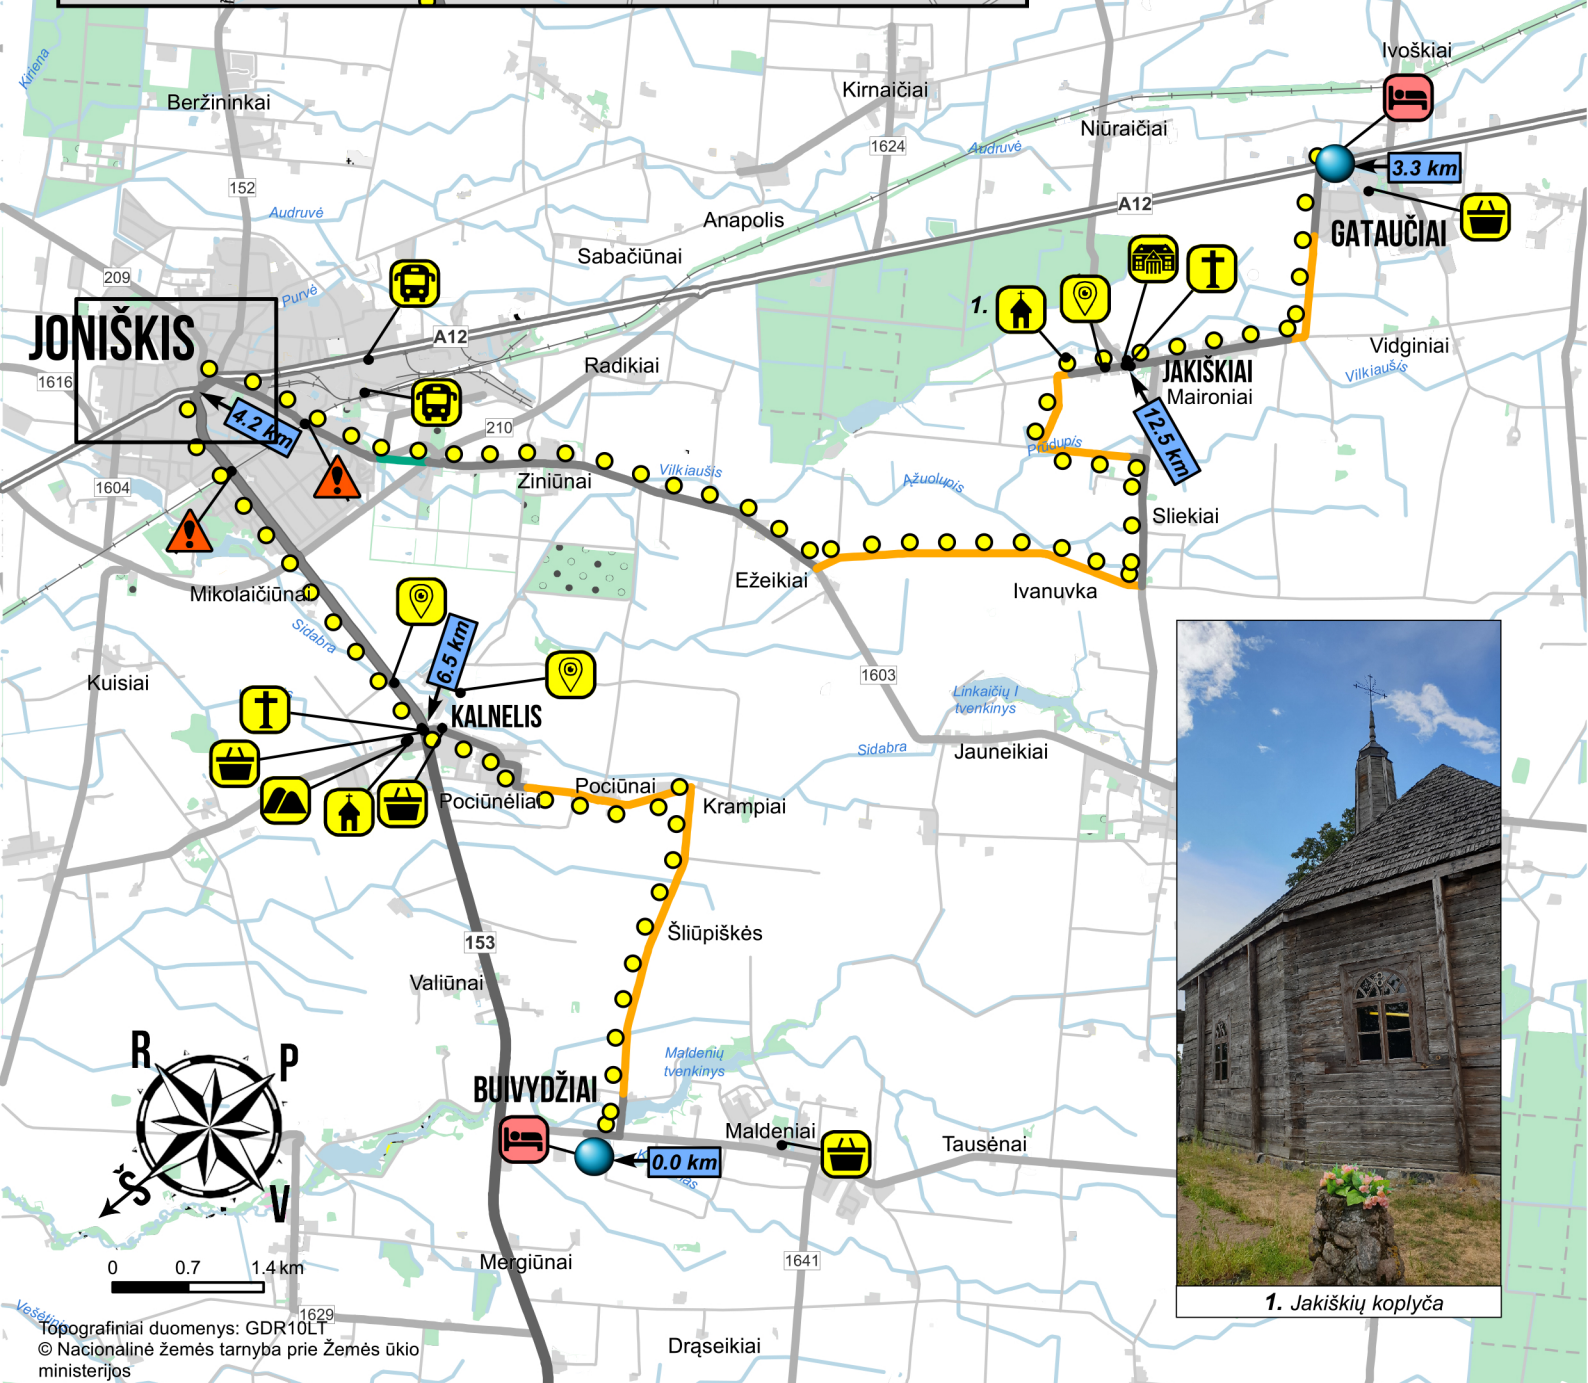 Ivoškiai
Kiriena
Beržininkai
Kirnaičiai
Niūraičiai
1624
Audruvė
3.3 km
152
A12
Audruvė
Anapolis
GATAUČIAI
Sabačiūnai
209
Purvė
1.
JONIŠKIS
A12
Radikiai
Vidginiai
1616
JAKIŠKIAI
Vilkiaušis
Maironiai
4.2 km
210
12.5 km
Prūdupis
1604
Ziniūnai
Vilkiaušis
Ąžuolupis
Sliekiai
Ežeikiai
Mikolaičiūnai
Ivanuvka
Sidabra
6.5 km
Kuisiai
1603
Linkaičių I
tvenkinys
KALNELIS
Sidabra
Jauneikiai
Pociūnai
Pociūnėliai
Krampiai
Šliūpiškės
153
Valiūnai
R
P
Maldenių
tvenkinys
BUIVYDŽIAI
Maldeniai
Tausėnai
0.0 km
Š
V
Mergiūnai
1641
0 0.7 1.4 km
1. Jakiškių koplyča
1629
Topografiniai duomenys: GDR10LT
© Nacionalinė žemės tarnyba prie Žemės ūkio
ministerijos
Drąseikiai